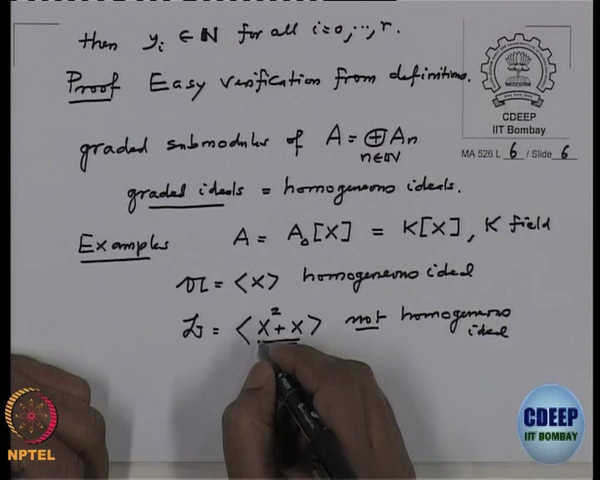 then yᵢ ∈ ℕ for all i=0,⋯,r.
Proof Easy verification from definitions.
CDEEP
IIT Bombay
MA 526 L 6 / Slide 6
graded submodules of A = ⊕ Aₙ
n∈ℕ
graded ideals = homogeneous ideals.
Examples A = A₀[X] = K[X], K field
𝔄 = ⟨X⟩ homogeneous ideal
𝔏 = ⟨X²+X⟩ not homogeneous
ideal
NPTEL
CDEEP
IIT BOMBAY